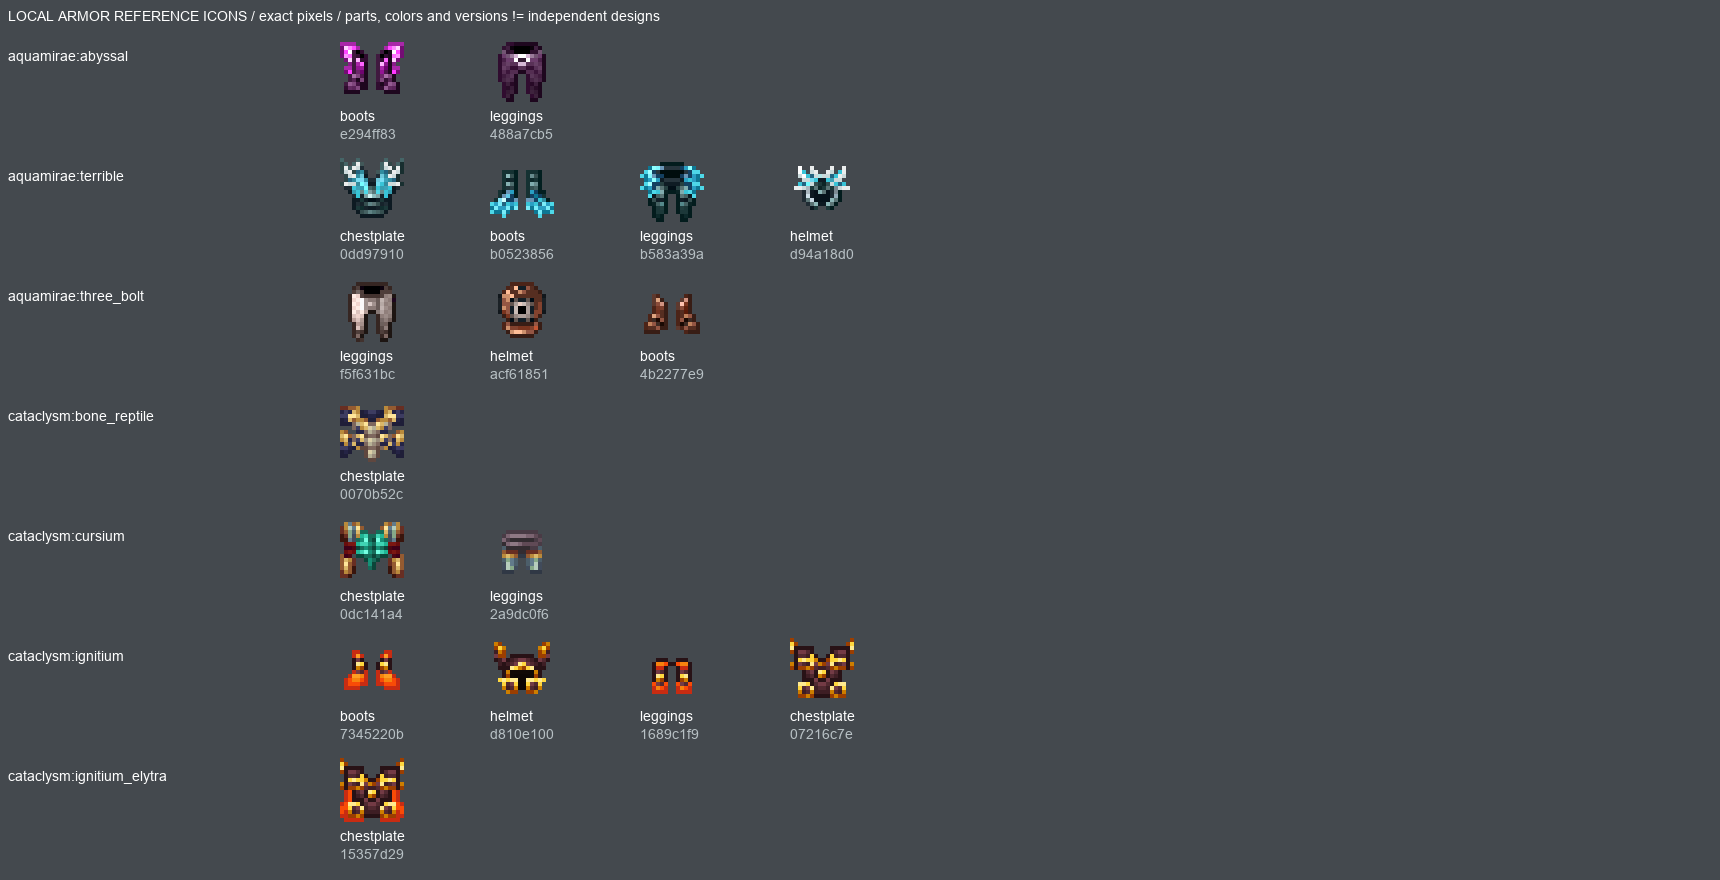 LOCAL ARMOR REFERENCE ICONS / exact pixels / parts, colors and versions != independent designs
aquamirae:abyssal
boots leggings
e294ff83 488a7cb5
aquamirae:terrible
chestplate boots leggings helmet
0dd97910 b0523856 b583a39a d94a18d0
aquamirae:three_bolt
leggings helmet boots
f5f631bc acf61851 4b2277e9
cataclysm:bone_reptile
chestplate
0070b52c
cataclysm:cursium
chestplate leggings
0dc141a4 2a9dc0f6
cataclysm:ignitium
boots helmet leggings chestplate
7345220b d810e100 1689c1f9 07216c7e
cataclysm:ignitium_elytra
chestplate
15357d29